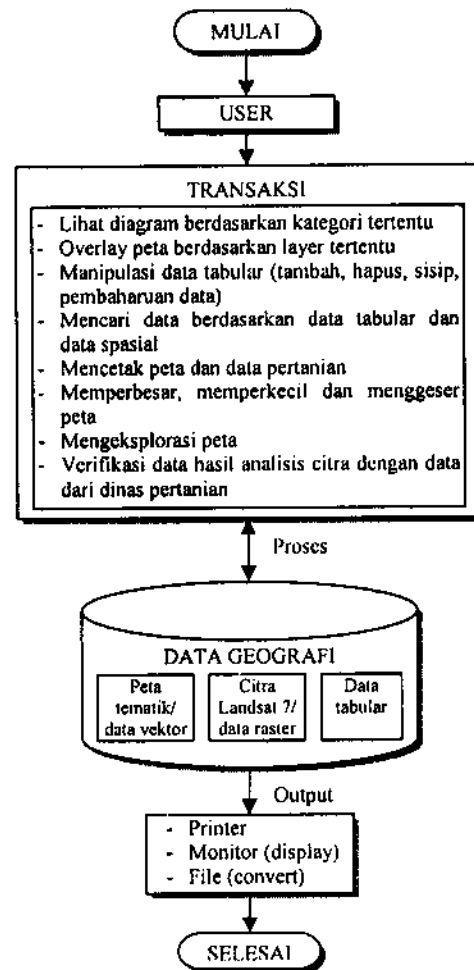 MULAI
USER
TRANSAKSI
- Lihat diagram berdasarkan kategori tertentu
- Overlay peta berdasarkan layer tertentu
- Manipulasi data tabular (tambah, hapus, sisip,
pembaharuan data)
- Mencari data berdasarkan data tabular dan
data spasial
- Mencetak peta dan data pertanian
- Memperbesar, memperkecil dan menggeser
peta
- Mengeksplorasi peta
- Verifikasi data hasil analisis citra dengan data
dari dinas pertanian
Proses
DATA GEOGRAFI
Peta
tematik/
data vektor
Citra
Landsat 7/
data raster
Data
tabular
Output
- Printer
- Monitor (display)
- File (convert)
SELESAI